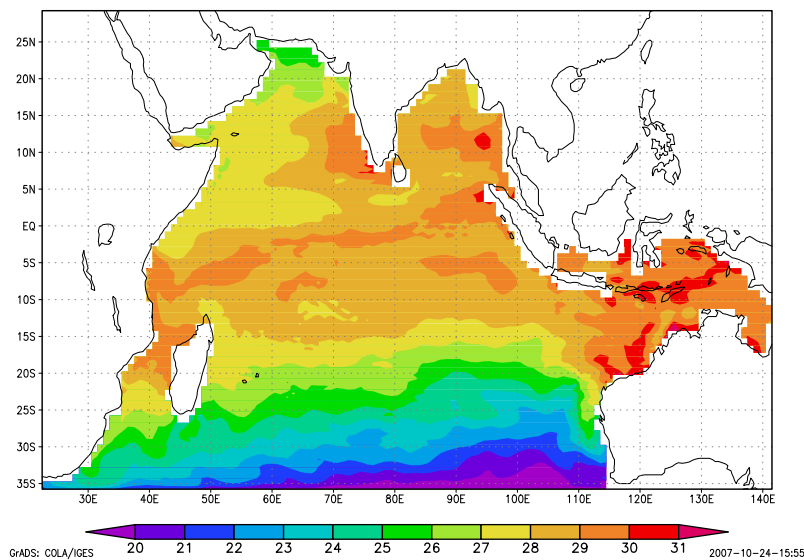 25N
20N
15N
10N
5N
EQ
5S
10S
15S
20S
25S
30S
35S
30E 40E 50E 60E 70E 80E 90E 100E 110E 120E 130E 140E
20 21 22 23 24 25 26 27 28 29 30 31
GrADS: COLA/IGES 2007-10-24-15:55